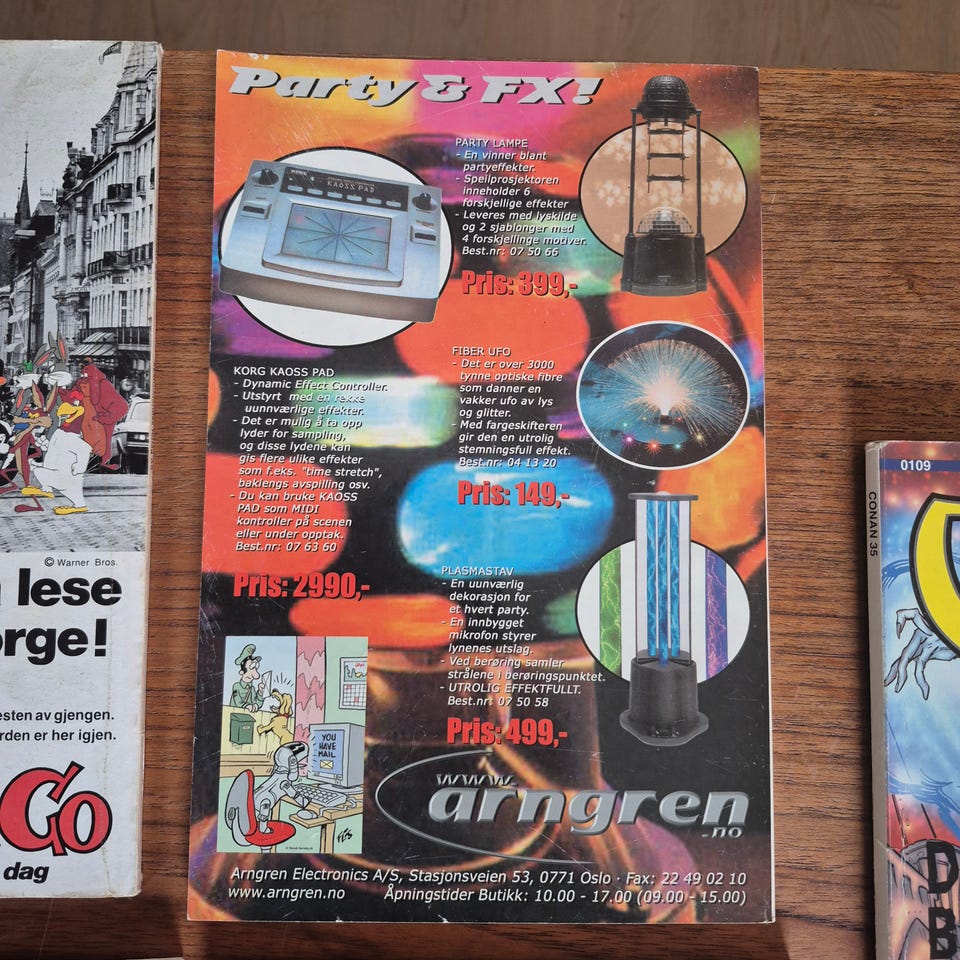 Party & FX!
KORG
KAOSS PAD
PARTY LAMPE
- En vinner blant
partyeffekter.
- Speilprosjektoren
inneholder 6
forskjellige effekter
- Leveres med lyskilde
og 2 sjablonger med
4 forskjellinge motiver.
Best.nr: 07 50 66
Pris: 399,-
KORG KAOSS PAD
- Dynamic Effect Controller.
- Utstyrt med en rekke
uunnværlige effekter.
- Det er mulig å ta opp
lyder for sampling,
og disse lydene kan
gis flere ulike effekter
som f.eks. "time stretch",
baklengs avspilling osv.
- Du kan bruke KAOSS
PAD som MIDI
kontroller på scenen
eller under opptak.
Best.nr: 07 63 60
Pris: 2990,-
FIBER UFO
- Det er over 3000
tynne optiske fibre
som danner en
vakker ufo av lys
og glitter.
- Med fargeskiften
gir den en utrolig
stemningsfull effekt.
Best.nr: 04 13 20
Pris: 149,-
PLASMASTAV
- En uunværlig
dekorasjon for
et hvert party.
- En innbygget
mikrofon styrer
lynenes utslag.
- Ved berøring samler
strålene i berøringspunktet.
- UTROLIG EFFEKTFULLT.
Best.nr: 07 50 58
Pris: 499,-
YOU
HAVE
MAIL
www.
arngren
.no
Arngren Electronics A/S, Stasjonsveien 53, 0771 Oslo · Fax: 22 49 02 10
www.arngren.no Åpningstider Butikk: 10.00 - 17.00 (09.00 - 15.00)
© Warner Bros.
lese
orge!
esten av gjengen.
rden er her igjen.
Go
dag
0109
CONAN 35
D
B